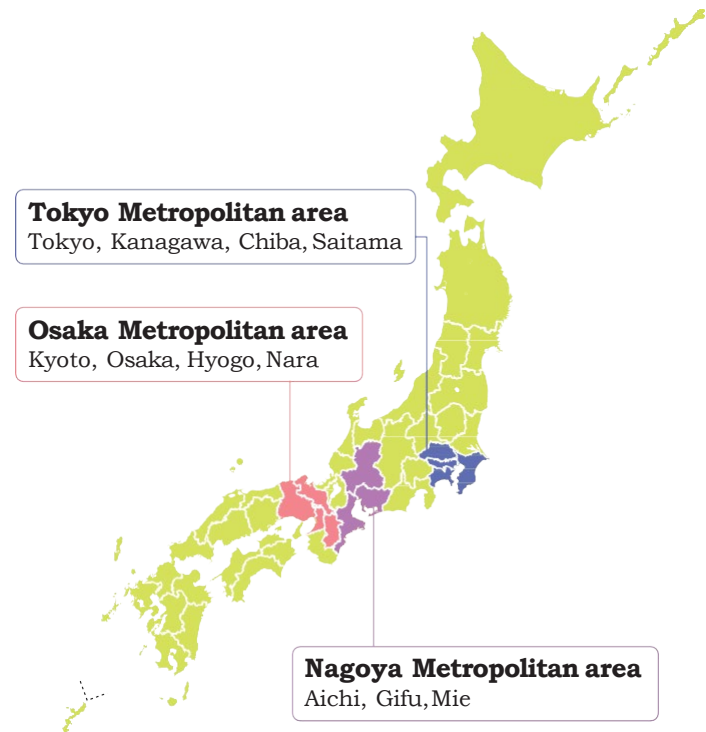 Tokyo Metropolitan area
Tokyo, Kanagawa, Chiba, Saitama
Osaka Metropolitan area
Kyoto, Osaka, Hyogo, Nara
Nagoya Metropolitan area
Aichi, Gifu, Mie